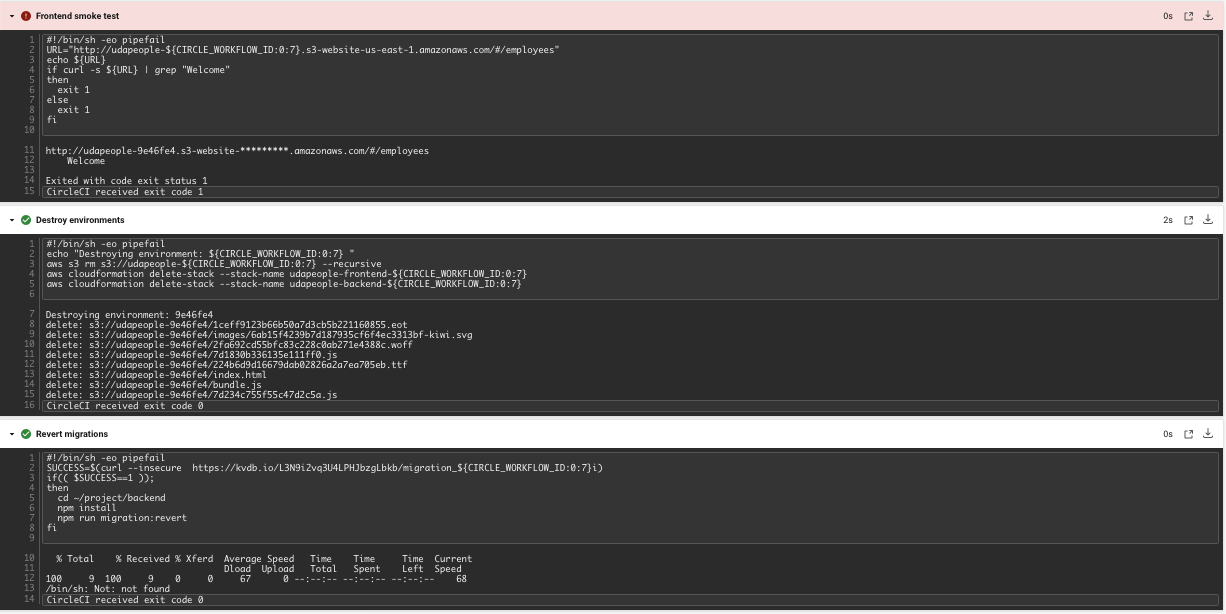 Frontend smoke test 0s
1 #!/bin/sh -eo pipefail
2 URL="http://udapeople-${CIRCLE_WORKFLOW_ID:0:7}.s3-website-us-east-1.amazonaws.com/#/employees"
3 echo ${URL}
4 if curl -s ${URL} | grep "Welcome"
5 then
6 exit 1
7 else
8 exit 1
9 fi
10
11 http://udapeople-9e46fe4.s3-website-*********.amazonaws.com/#/employees
12 Welcome
13
14 Exited with code exit status 1
15 CircleCI received exit code 1
Destroy environments 2s
1 #!/bin/sh -eo pipefail
2 echo "Destroying environment: ${CIRCLE_WORKFLOW_ID:0:7} "
3 aws s3 rm s3://udapeople-${CIRCLE_WORKFLOW_ID:0:7} --recursive
4 aws cloudformation delete-stack --stack-name udapeople-frontend-${CIRCLE_WORKFLOW_ID:0:7}
5 aws cloudformation delete-stack --stack-name udapeople-backend-${CIRCLE_WORKFLOW_ID:0:7}
6
7 Destroying environment: 9e46fe4
8 delete: s3://udapeople-9e46fe4/1ceff9123b66b50a7d3cb5b221160855.eot
9 delete: s3://udapeople-9e46fe4/images/6ab15f4239b7d187935cf6f4ec3313bf-kiwi.svg
10 delete: s3://udapeople-9e46fe4/2fa692cd55bfc83c228c0ab271e4388c.woff
11 delete: s3://udapeople-9e46fe4/7d1830b336135e111ff0.js
12 delete: s3://udapeople-9e46fe4/224b6d9d16679dab02826a2a7ea705eb.ttf
13 delete: s3://udapeople-9e46fe4/index.html
14 delete: s3://udapeople-9e46fe4/bundle.js
15 delete: s3://udapeople-9e46fe4/7d234c755f55c47d2c5a.js
16 CircleCI received exit code 0
Revert migrations 0s
1 #!/bin/sh -eo pipefail
2 SUCCESS=$(curl --insecure  https://kvdb.io/L3N9i2vq3U4LPHJbzgLbkb/migration_${CIRCLE_WORKFLOW_ID:0:7}i)
3 if(( $SUCCESS==1 ));
4 then
5 cd ~/project/backend
6 npm install
7 npm run migration:revert
8 fi
9
10 % Total % Received % Xferd Average Speed Time Time Time Current
11 Dload Upload Total Spent Left Speed
12 100 9 100 9 0 0 67 0 --:--:-- --:--:-- --:--:-- 68
13 /bin/sh: Not: not found
14 CircleCI received exit code 0